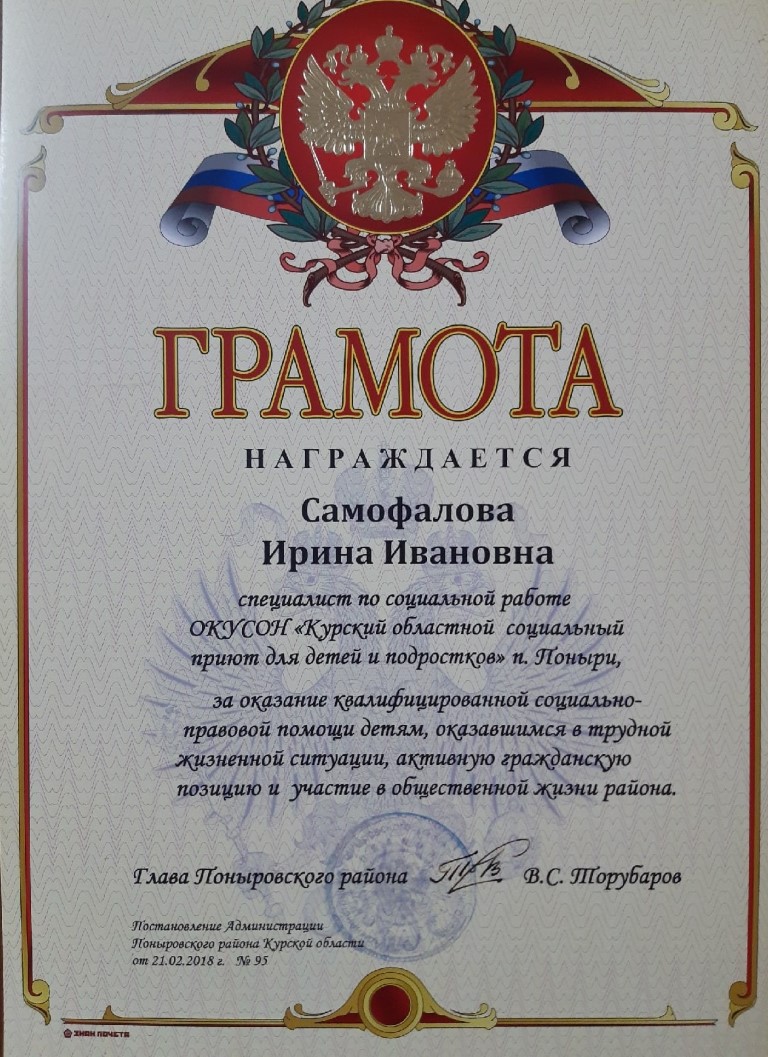 ГРАМОТА
НАГРАЖДАЕТСЯ
Самофалова
Ирина Ивановна
специалист по социальной работе
ОКУСОН «Курский областной социальный
приют для детей и подростков» п. Поныри,
за оказание квалифицированной социально-
правовой помощи детям, оказавшимся в трудной
жизненной ситуации, активную гражданскую
позицию и участие в общественной жизни района.
Глава Поныровского района В.С. Торубаров
Постановление Администрации
Поныровского района Курской области
от 21.02.2018 г. № 95
ЗНАК ПОЧЕТА